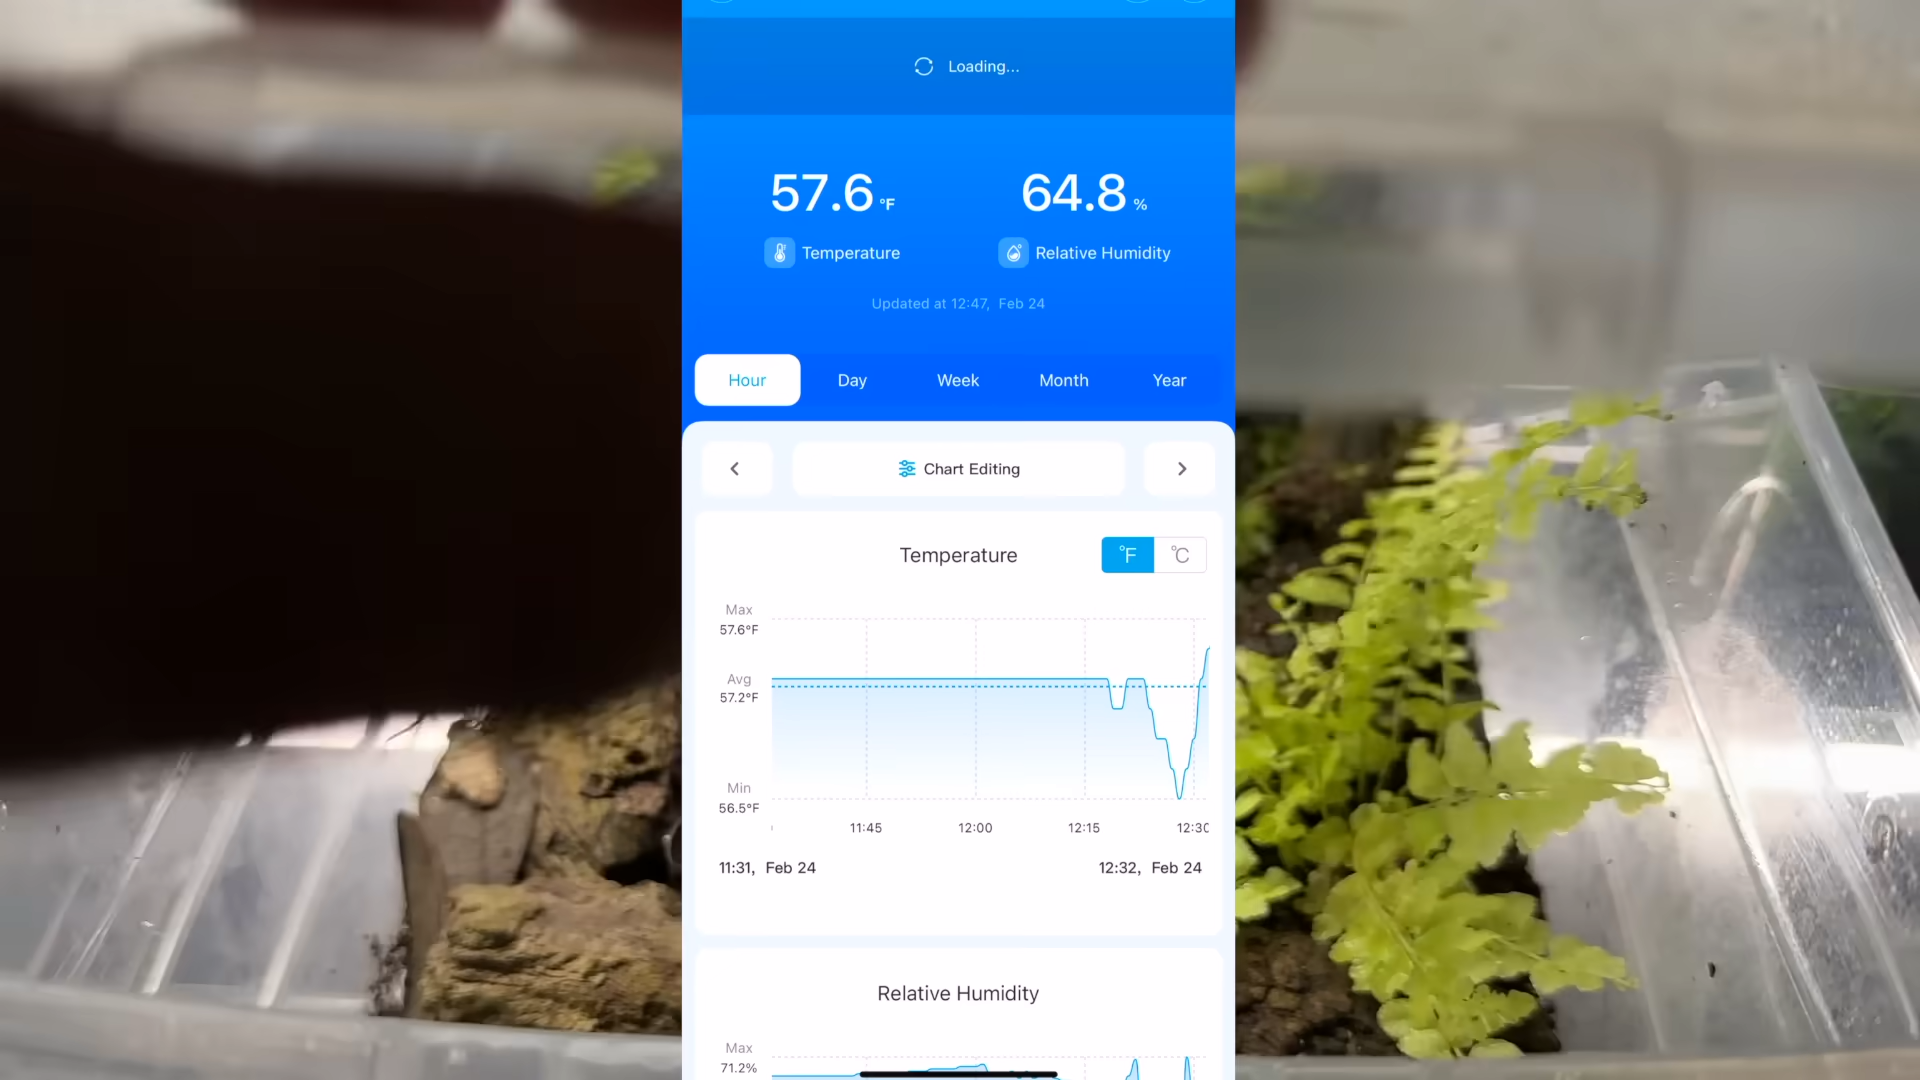 Loading...
57.6 °F
64.8 %
Temperature
Relative Humidity
Updated at 12:47, Feb 24
Hour Day Week Month Year
Chart Editing
Temperature
°F °C
Max
57.6°F
Avg
57.2°F
Min
56.5°F
11:45 12:00 12:15 12:30
11:31, Feb 24
12:32, Feb 24
Relative Humidity
Max
71.2%